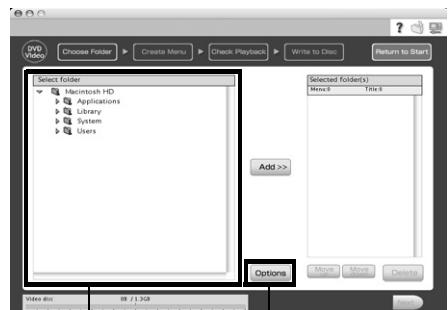 ?
DVD Video
Choose Folder Create Menu Check Playback Write to Disc Return to Start
Select folder
Macintosh HD
Applications
Library
System
Users
Add >>
Selected folder(s)
Menu:0 Title:0
Options
Move Move Delete
Video disc 0B / 1.3GB
Next